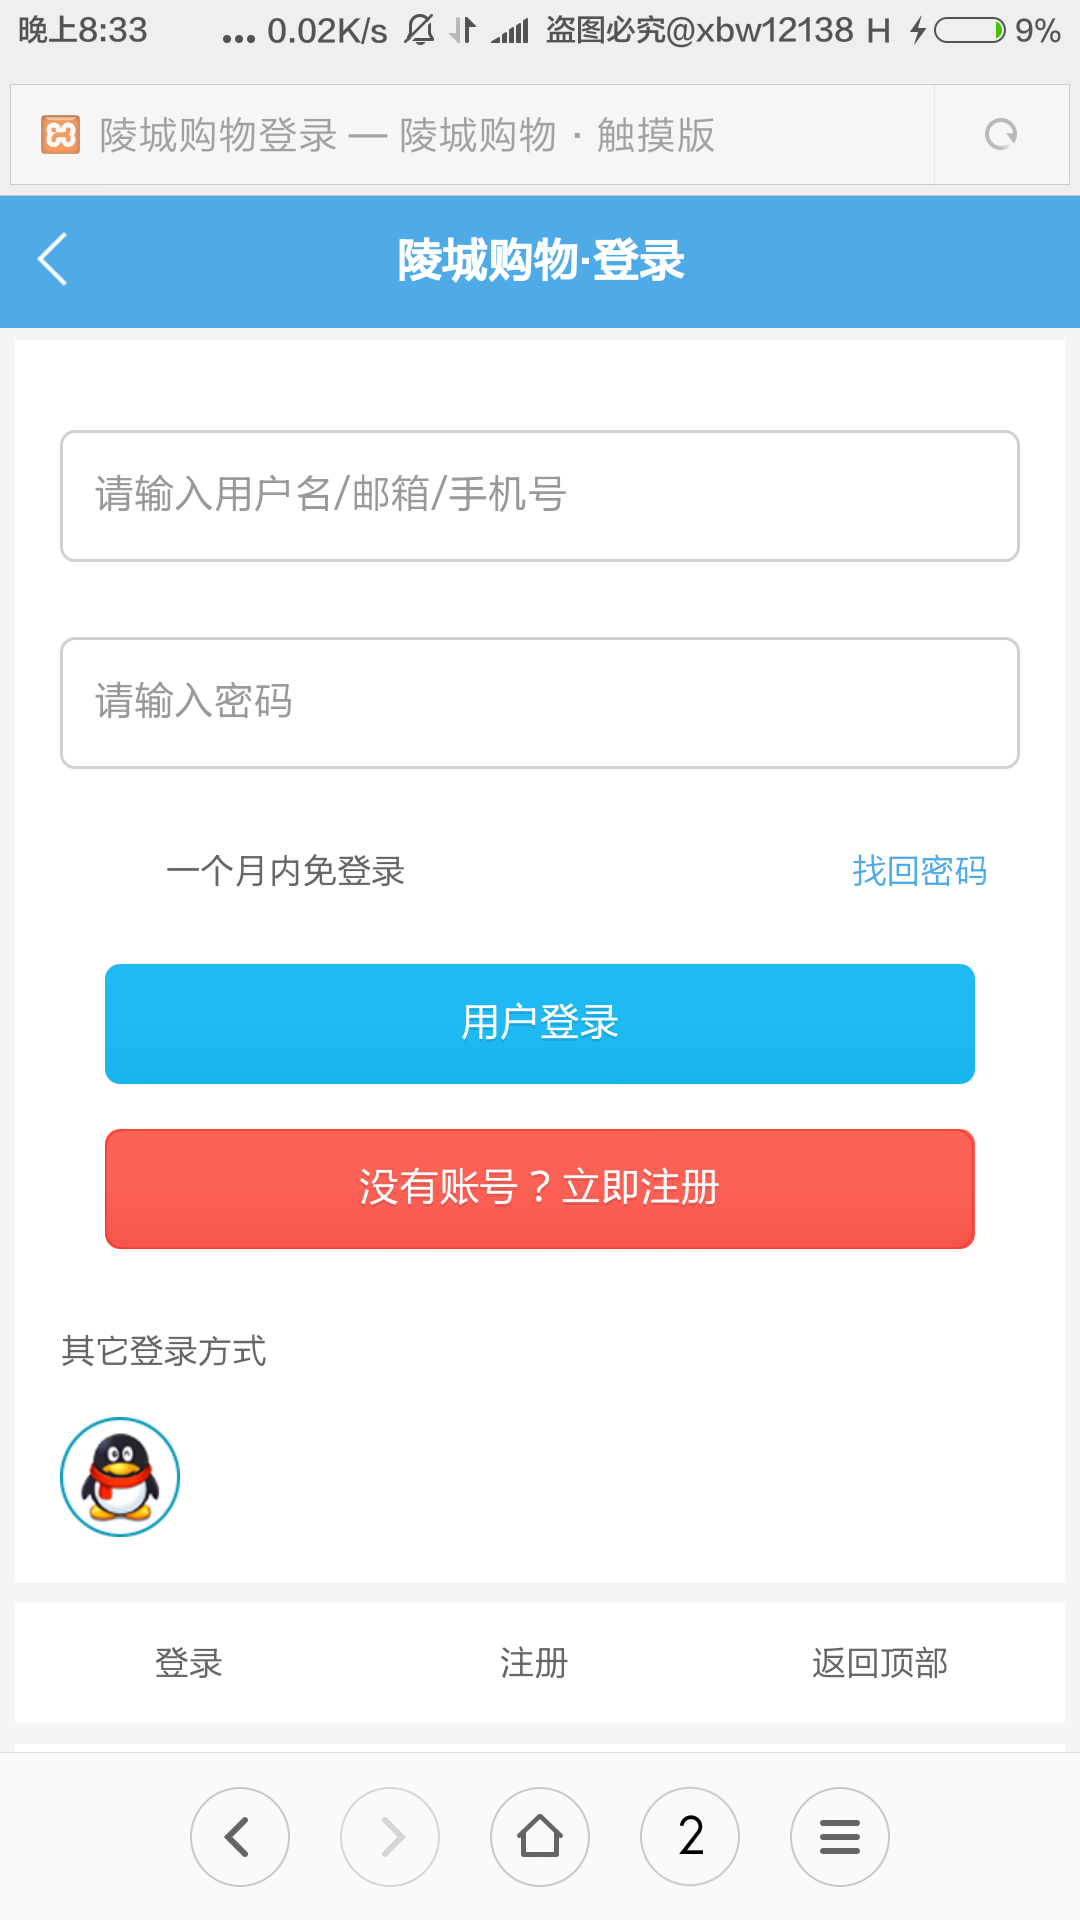 晚上8:33 ... 0.02K/s 盗图必究@xbw12138 H 9%
陵城购物登录 — 陵城购物 · 触摸版
陵城购物·登录
请输入用户名/邮箱/手机号
请输入密码
一个月内免登录 找回密码
用户登录
没有账号？立即注册
其它登录方式
登录 注册 返回顶部
2